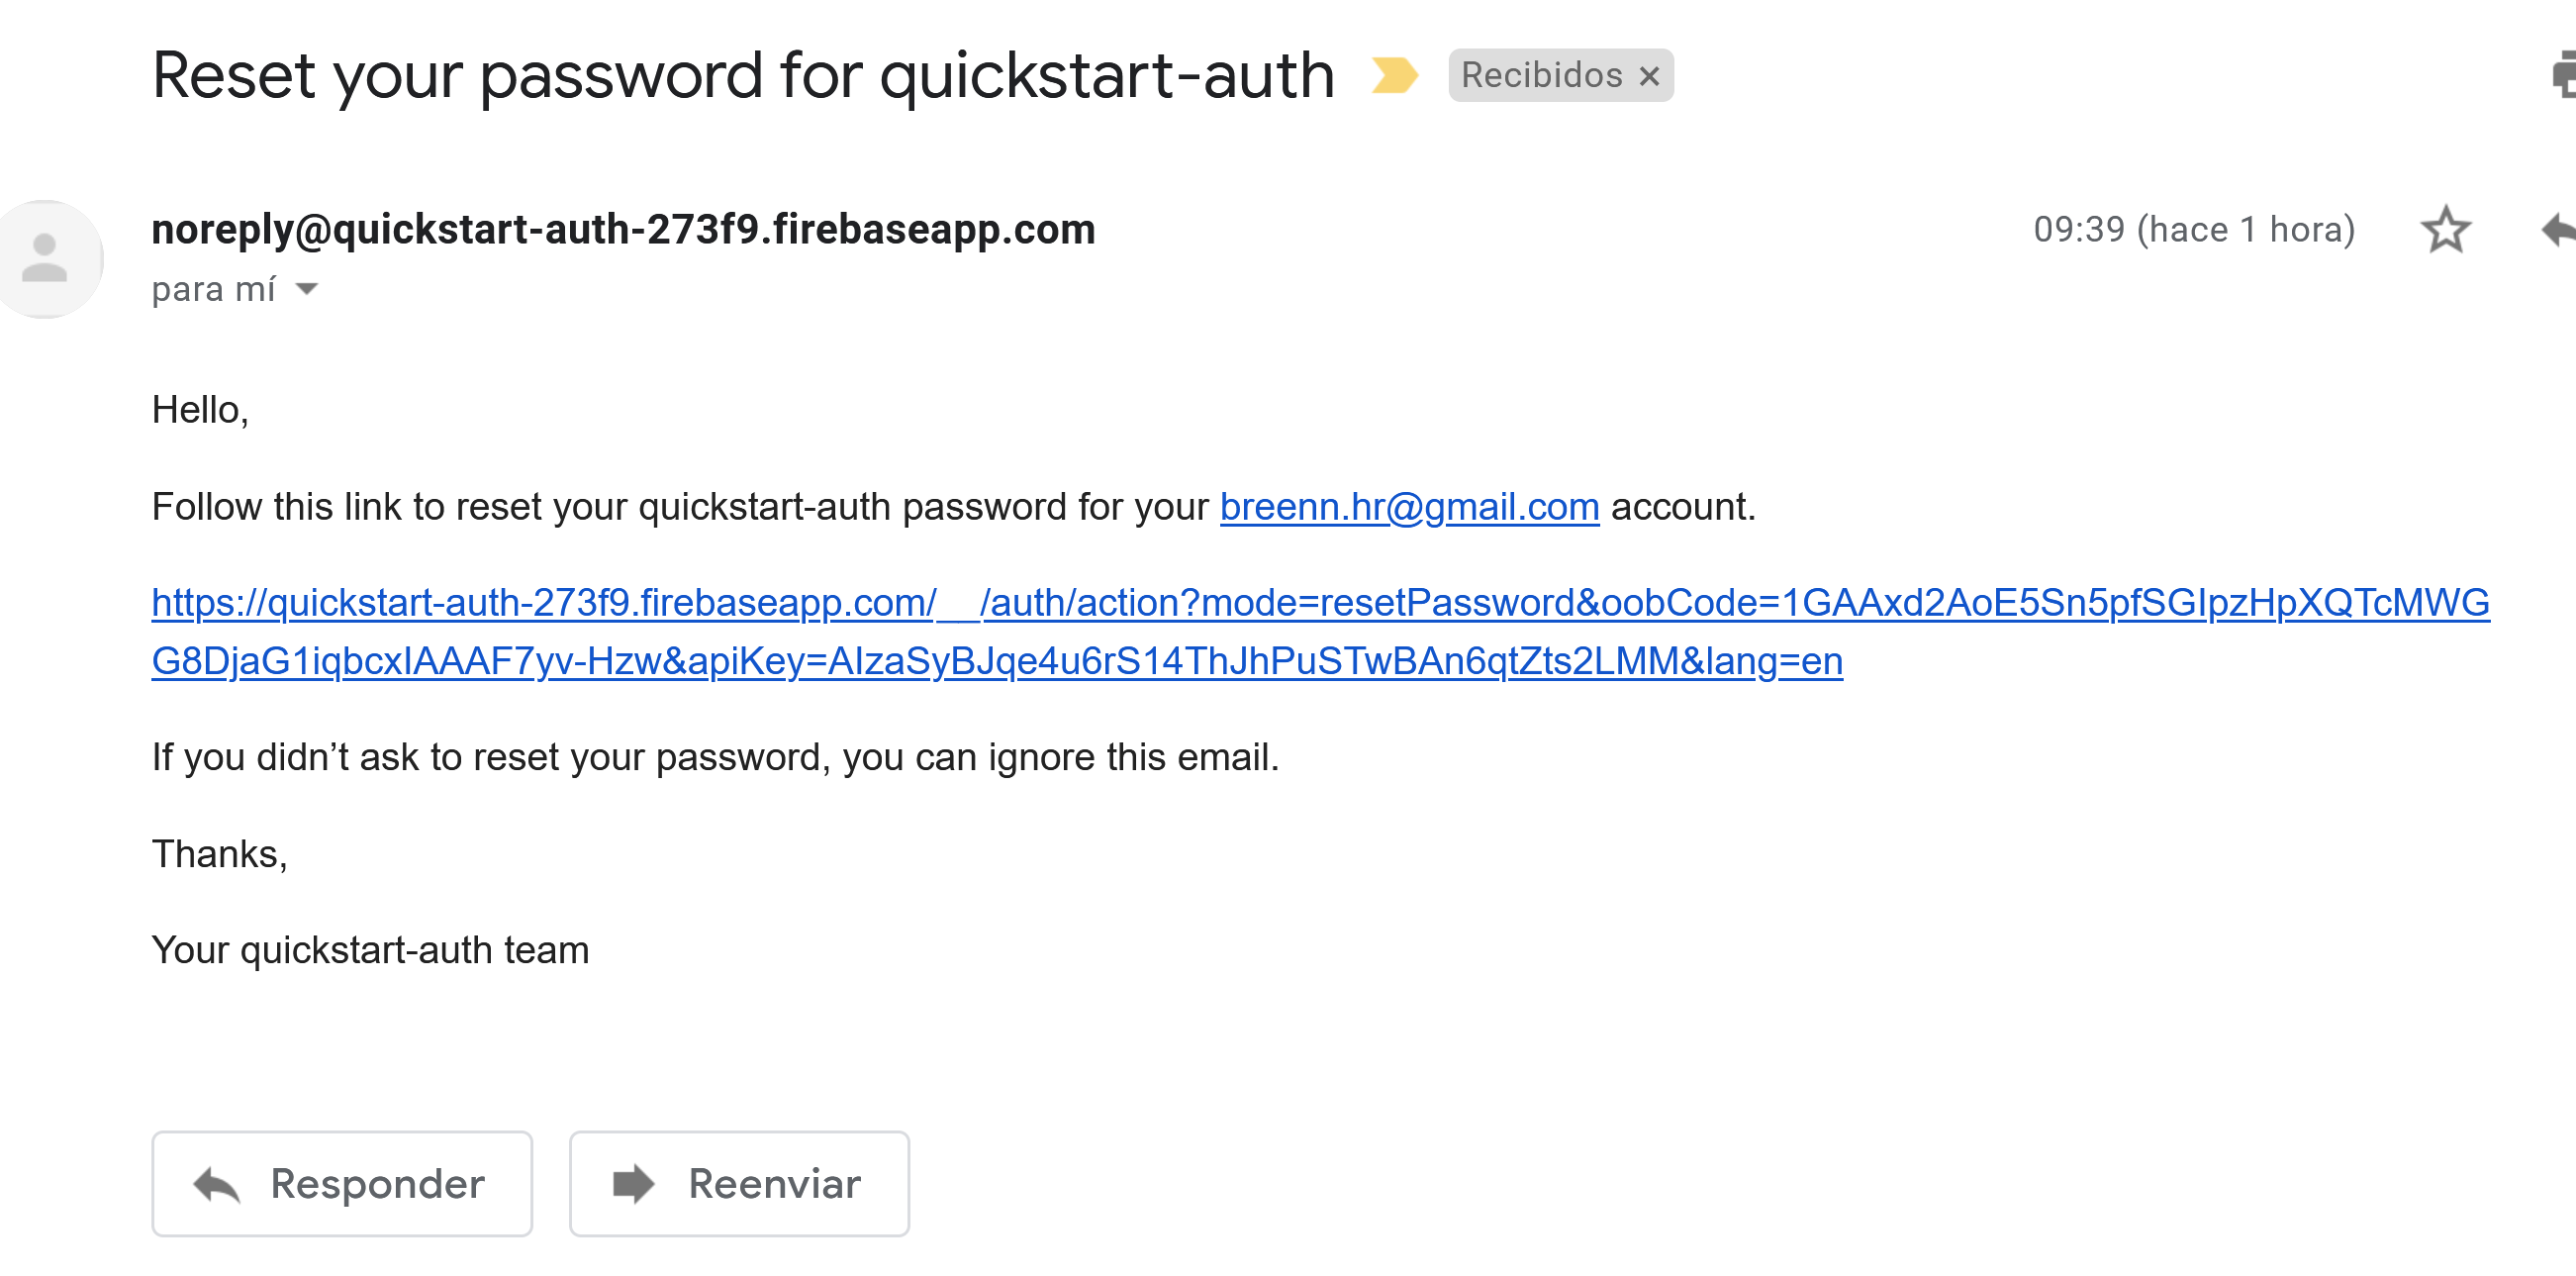 Reset your password for quickstart-auth Recibidos ×
noreply@quickstart-auth-273f9.firebaseapp.com 09:39 (hace 1 hora)
para mí
Hello,
Follow this link to reset your quickstart-auth password for your breenn.hr@gmail.com account.
https://quickstart-auth-273f9.firebaseapp.com/__/auth/action?mode=resetPassword&oobCode=1GAAxd2AoE5Sn5pfSGIpzHpXQTcMWG
G8DjaG1iqbcxIAAAF7yv-Hzw&apiKey=AIzaSyBJqe4u6rS14ThJhPuSTwBAn6qtZts2LMM&lang=en
If you didn’t ask to reset your password, you can ignore this email.
Thanks,
Your quickstart-auth team
Responder Reenviar